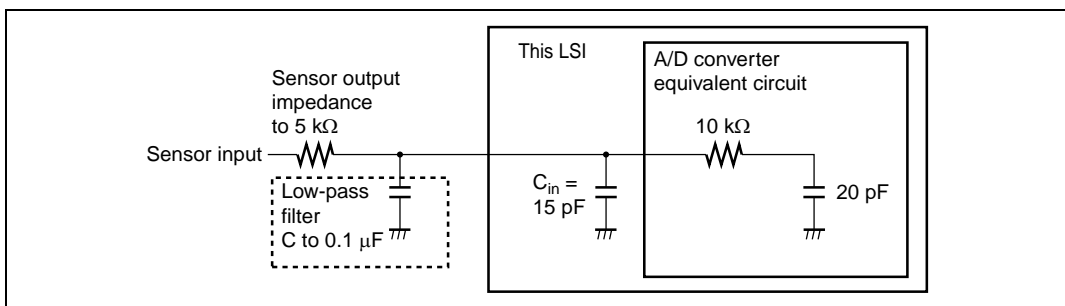 This LSI
A/D converter
equivalent circuit
Sensor output
impedance
to 5 kΩ
10 kΩ
Sensor input
Low-pass
filter
C to 0.1 μF
Cin =
15 pF
20 pF